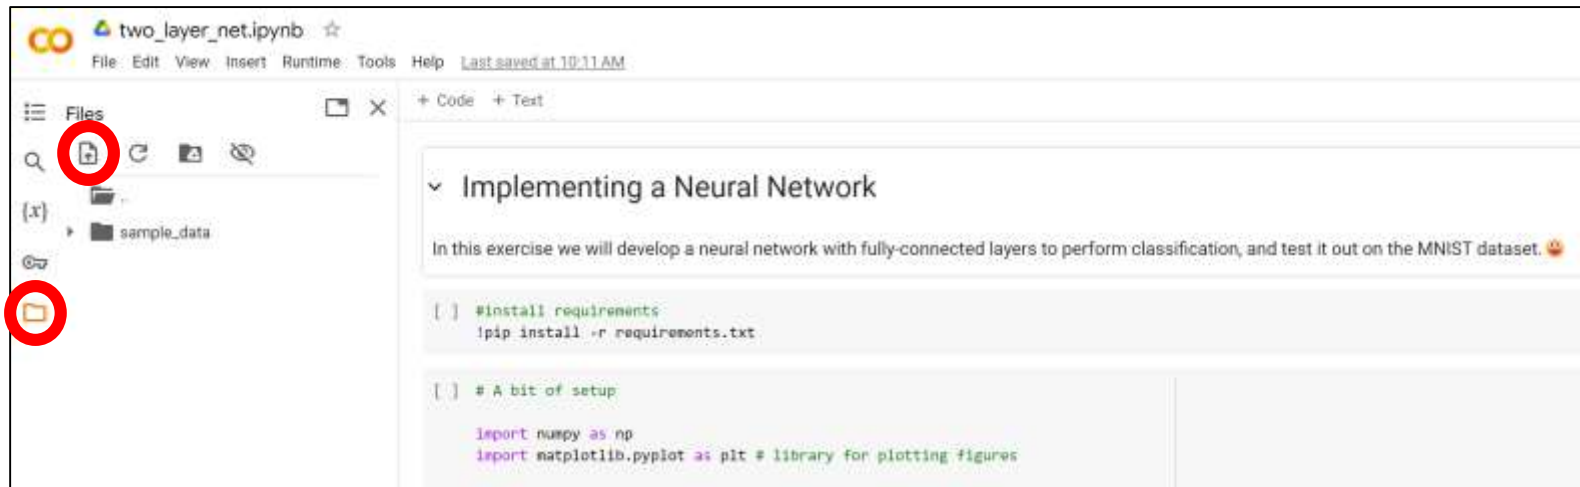 CO two_layer_net.ipynb
File Edit View Insert Runtime Tools Help Last saved at 10:11 AM
Files
+ Code + Text
{x}
..
sample_data
Implementing a Neural Network
In this exercise we will develop a neural network with fully-connected layers to perform classification, and test it out on the MNIST dataset. 😃
[ ] #install requirements
!pip install -r requirements.txt
[ ] # A bit of setup
import numpy as np
import matplotlib.pyplot as plt # library for plotting figures